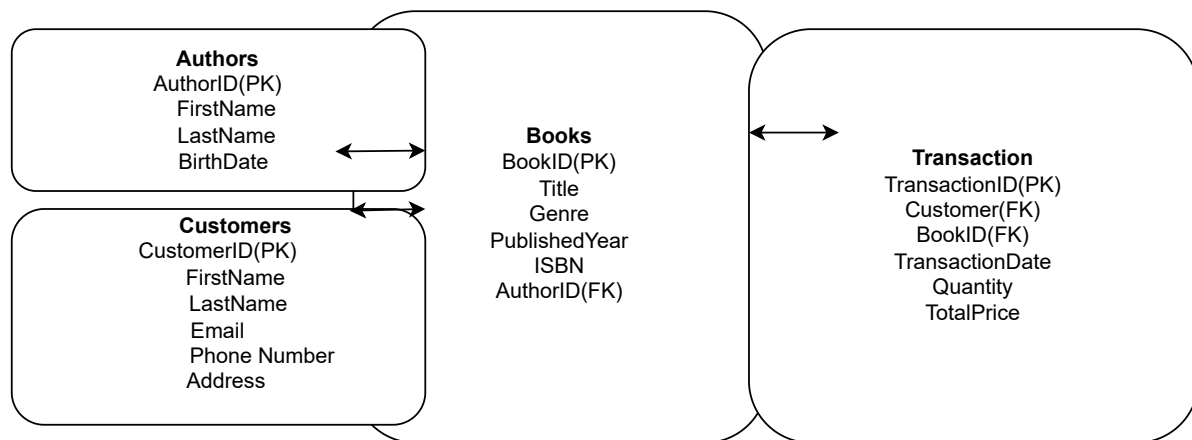 Authors
AuthorID(PK)
FirstName
LastName
BirthDate
Customers
CustomerID(PK)
FirstName
LastName
Email
Phone Number
Address
Books
BookID(PK)
Title
Genre
PublishedYear
ISBN
AuthorID(FK)
Transaction
TransactionID(PK)
Customer(FK)
BookID(FK)
TransactionDate
Quantity
TotalPrice